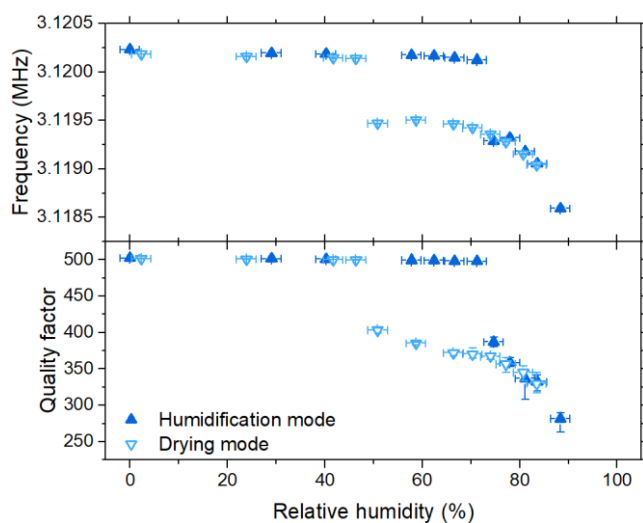 3.1205
3.1200
3.1195
3.1190
3.1185
Frequency (MHz)
500
450
400
350
300
250
Quality factor
Humidification mode
Drying mode
0 20 40 60 80 100
Relative humidity (%)